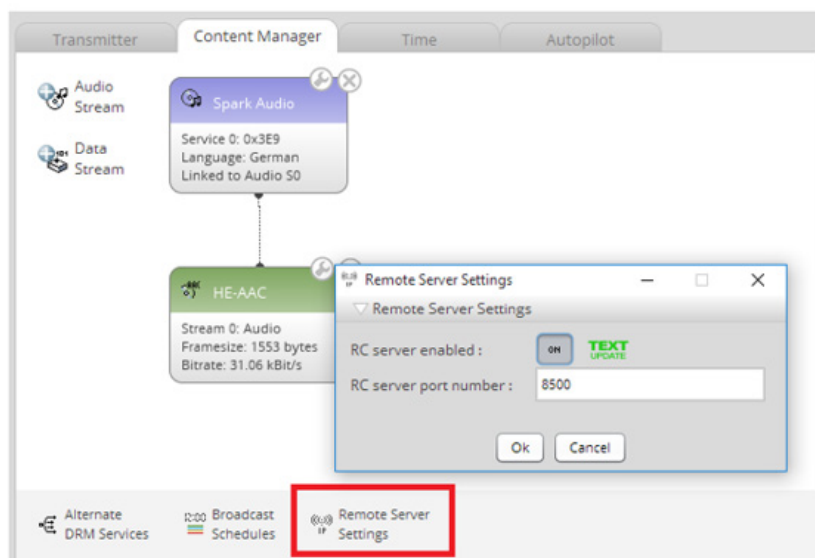 Transmitter
Content Manager
Time
Autopilot
Audio
Stream
Data
Stream
Spark Audio
Service 0: 0x3E9
Language: German
Linked to Audio S0
HE-AAC
Stream 0: Audio
Framesize: 1553 bytes
Bitrate: 31.06 kBit/s
Remote Server Settings
Remote Server Settings
RC server enabled :
ON
TEXT
UPDATE
RC server port number :
8500
Ok
Cancel
Alternate
DRM Services
12:00
Broadcast
Schedules
IP
Remote Server
Settings